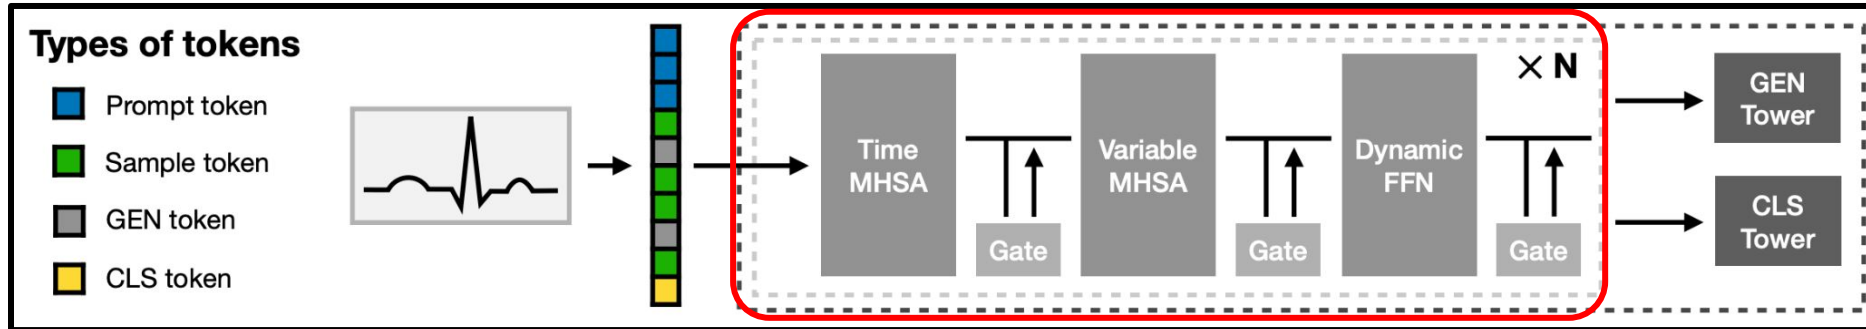 Types of tokens
Prompt token
Sample token
GEN token
CLS token
Time
MHSA
Gate
Variable
MHSA
Gate
Dynamic
FFN
Gate
× N
GEN
Tower
CLS
Tower